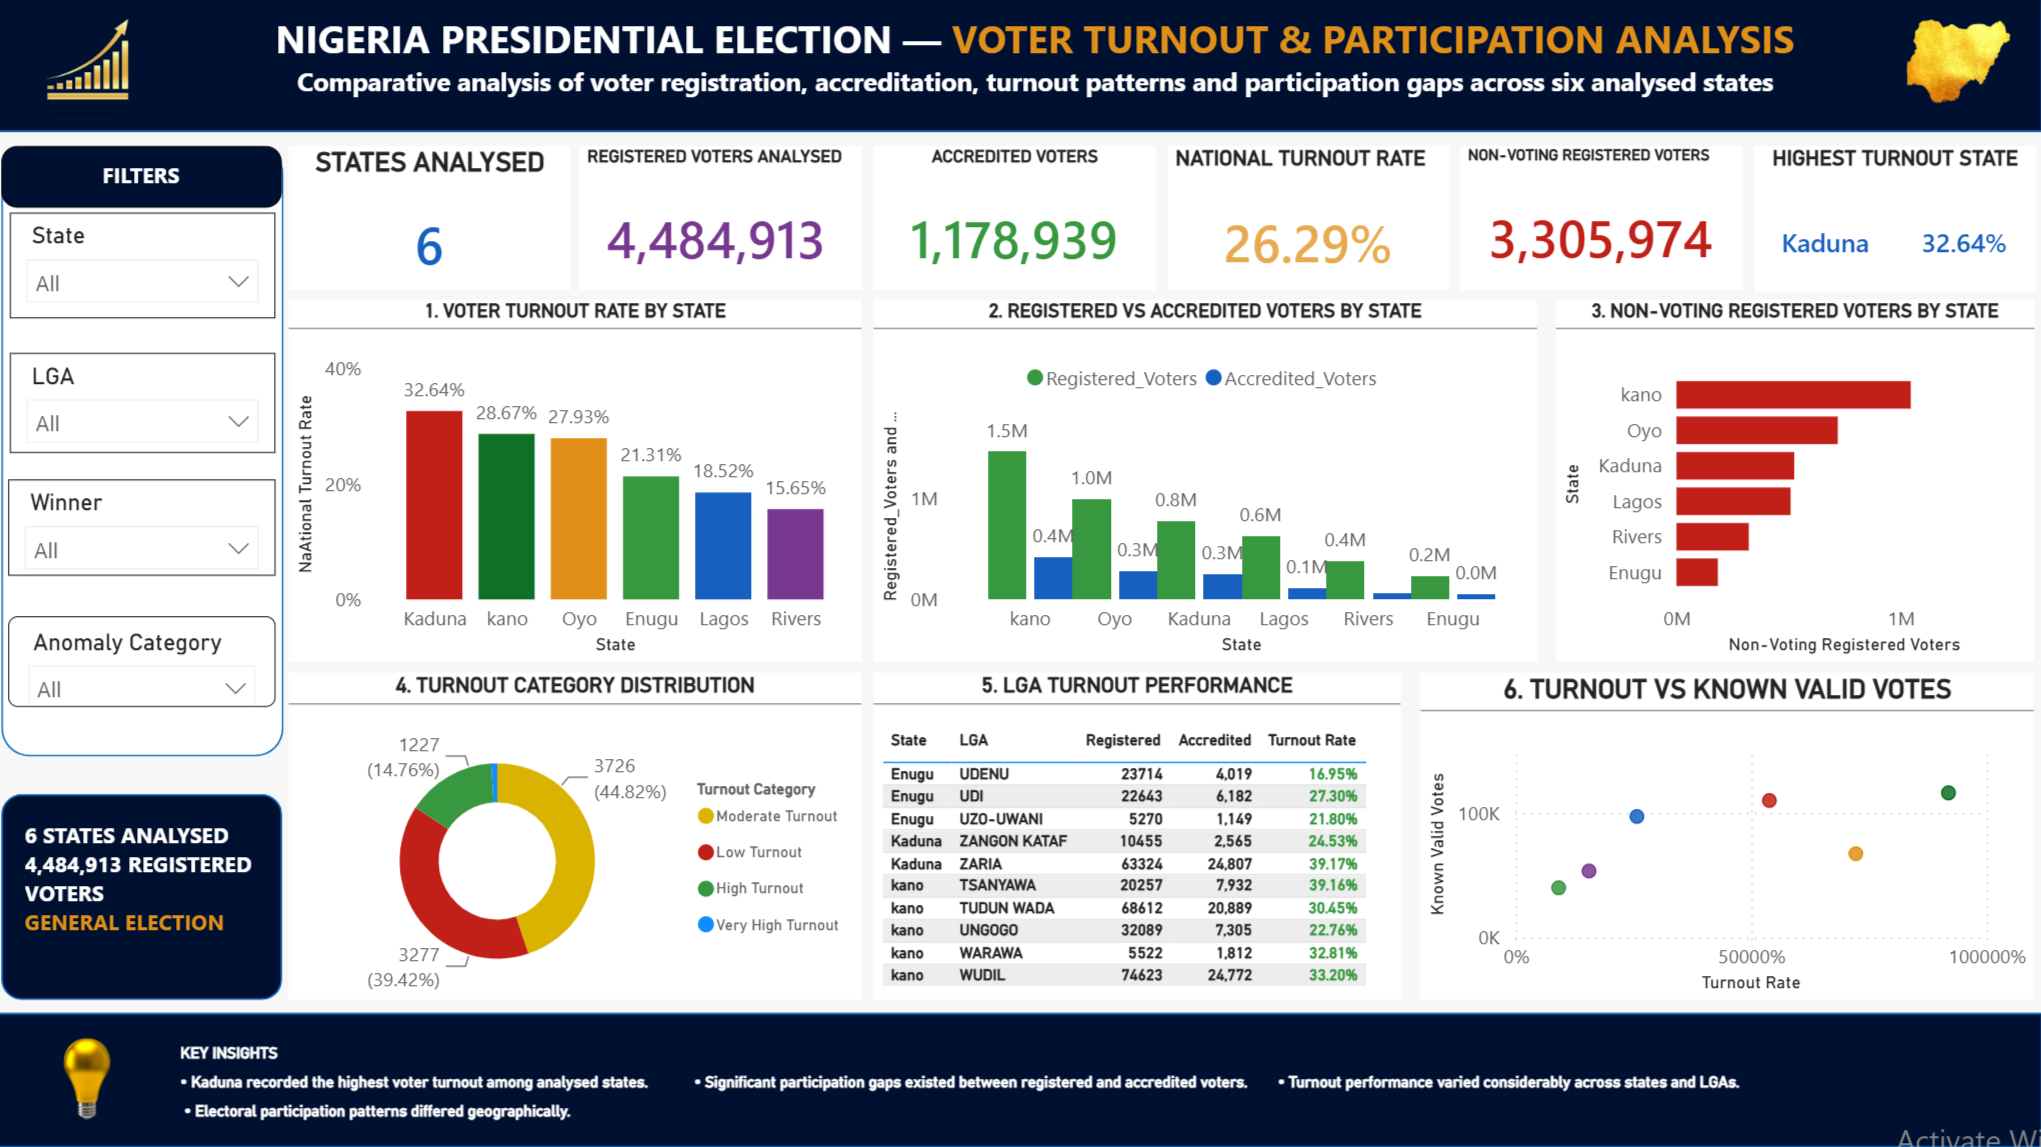 NIGERIA PRESIDENTIAL ELECTION — VOTER TURNOUT & PARTICIPATION ANALYSIS
Comparative analysis of voter registration, accreditation, turnout patterns and participation gaps across six analysed states
FILTERS
State
All
LGA
All
Winner
All
Anomaly Category
All
6 STATES ANALYSED
4,484,913 REGISTERED
VOTERS
GENERAL ELECTION
STATES ANALYSED
6
REGISTERED VOTERS ANALYSED
4,484,913
ACCREDITED VOTERS
1,178,939
NATIONAL TURNOUT RATE
26.29%
NON-VOTING REGISTERED VOTERS
3,305,974
HIGHEST TURNOUT STATE
Kaduna 32.64%
1. VOTER TURNOUT RATE BY STATE
NaAtional Turnout Rate
40%
20%
0%
32.64%
28.67%
27.93%
21.31%
18.52%
15.65%
Kaduna kano Oyo Enugu Lagos Rivers
State
2. REGISTERED VS ACCREDITED VOTERS BY STATE
Registered_Voters Accredited_Voters
Registered_Voters and ...
1M
0M
1.5M
0.4M
1.0M
0.3M
0.8M
0.3M
0.6M
0.1M
0.4M
0.2M
0.0M
kano Oyo Kaduna Lagos Rivers Enugu
State
3. NON-VOTING REGISTERED VOTERS BY STATE
State
kano
Oyo
Kaduna
Lagos
Rivers
Enugu
0M 1M
Non-Voting Registered Voters
4. TURNOUT CATEGORY DISTRIBUTION
1227
(14.76%)
3726
(44.82%)
3277
(39.42%)
Turnout Category
Moderate Turnout
Low Turnout
High Turnout
Very High Turnout
5. LGA TURNOUT PERFORMANCE
State LGA Registered Accredited Turnout Rate
Enugu UDENU 23714 4,019 16.95%
Enugu UDI 22643 6,182 27.30%
Enugu UZO-UWANI 5270 1,149 21.80%
Kaduna ZANGON KATAF 10455 2,565 24.53%
Kaduna ZARIA 63324 24,807 39.17%
kano TSANYAWA 20257 7,932 39.16%
kano TUDUN WADA 68612 20,889 30.45%
kano UNGOGO 32089 7,305 22.76%
kano WARAWA 5522 1,812 32.81%
kano WUDIL 74623 24,772 33.20%
6. TURNOUT VS KNOWN VALID VOTES
Known Valid Votes
100K
0K
0% 50000% 100000%
Turnout Rate
KEY INSIGHTS
• Kaduna recorded the highest voter turnout among analysed states. • Significant participation gaps existed between registered and accredited voters. • Turnout performance varied considerably across states and LGAs.
• Electoral participation patterns differed geographically.
Activate